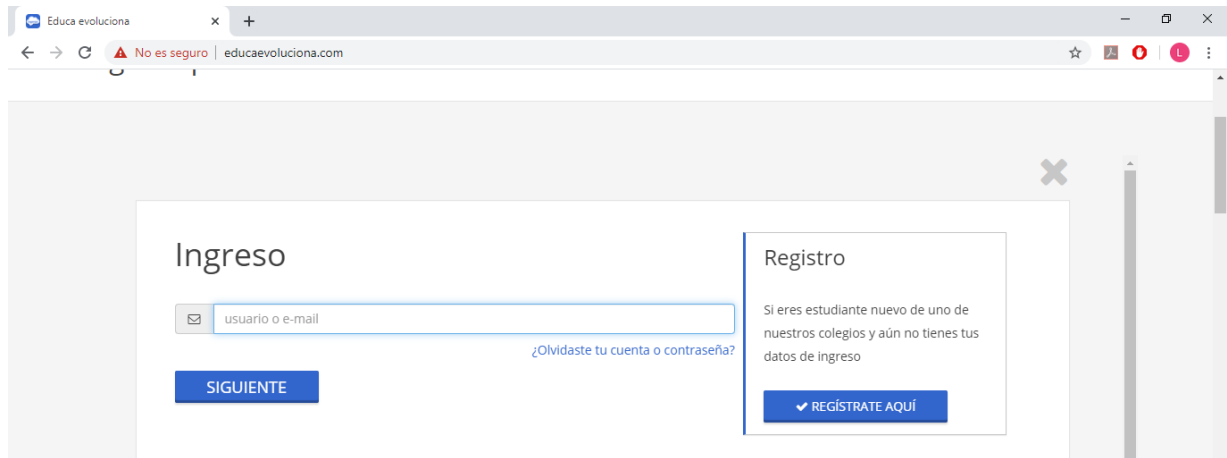 Educa evoluciona
No es seguro
educaevoluciona.com
L
Ingreso
usuario o e-mail
¿Olvidaste tu cuenta o contraseña?
SIGUIENTE
Registro
Si eres estudiante nuevo de uno de
nuestros colegios y aún no tienes tus
datos de ingreso
REGÍSTRATE AQUÍ